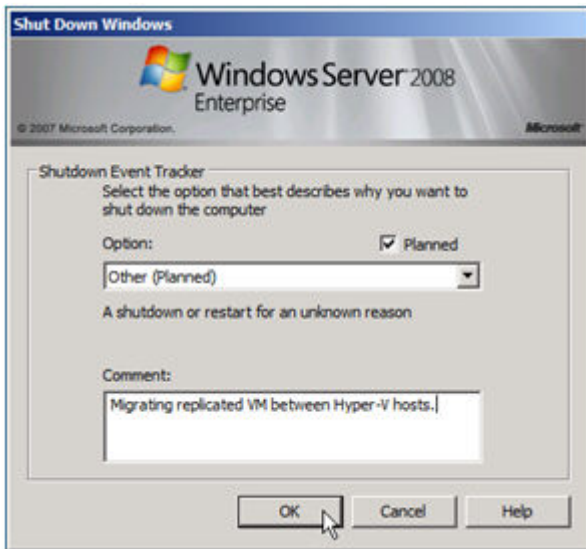 Shut Down Windows
Windows Server 2008
Enterprise
© 2007 Microsoft Corporation.
Microsoft
Shutdown Event Tracker
Select the option that best describes why you want to
shut down the computer
Option:
Planned
Other (Planned)
A shutdown or restart for an unknown reason
Comment:
Migrating replicated VM between Hyper-V hosts.
OK
Cancel
Help